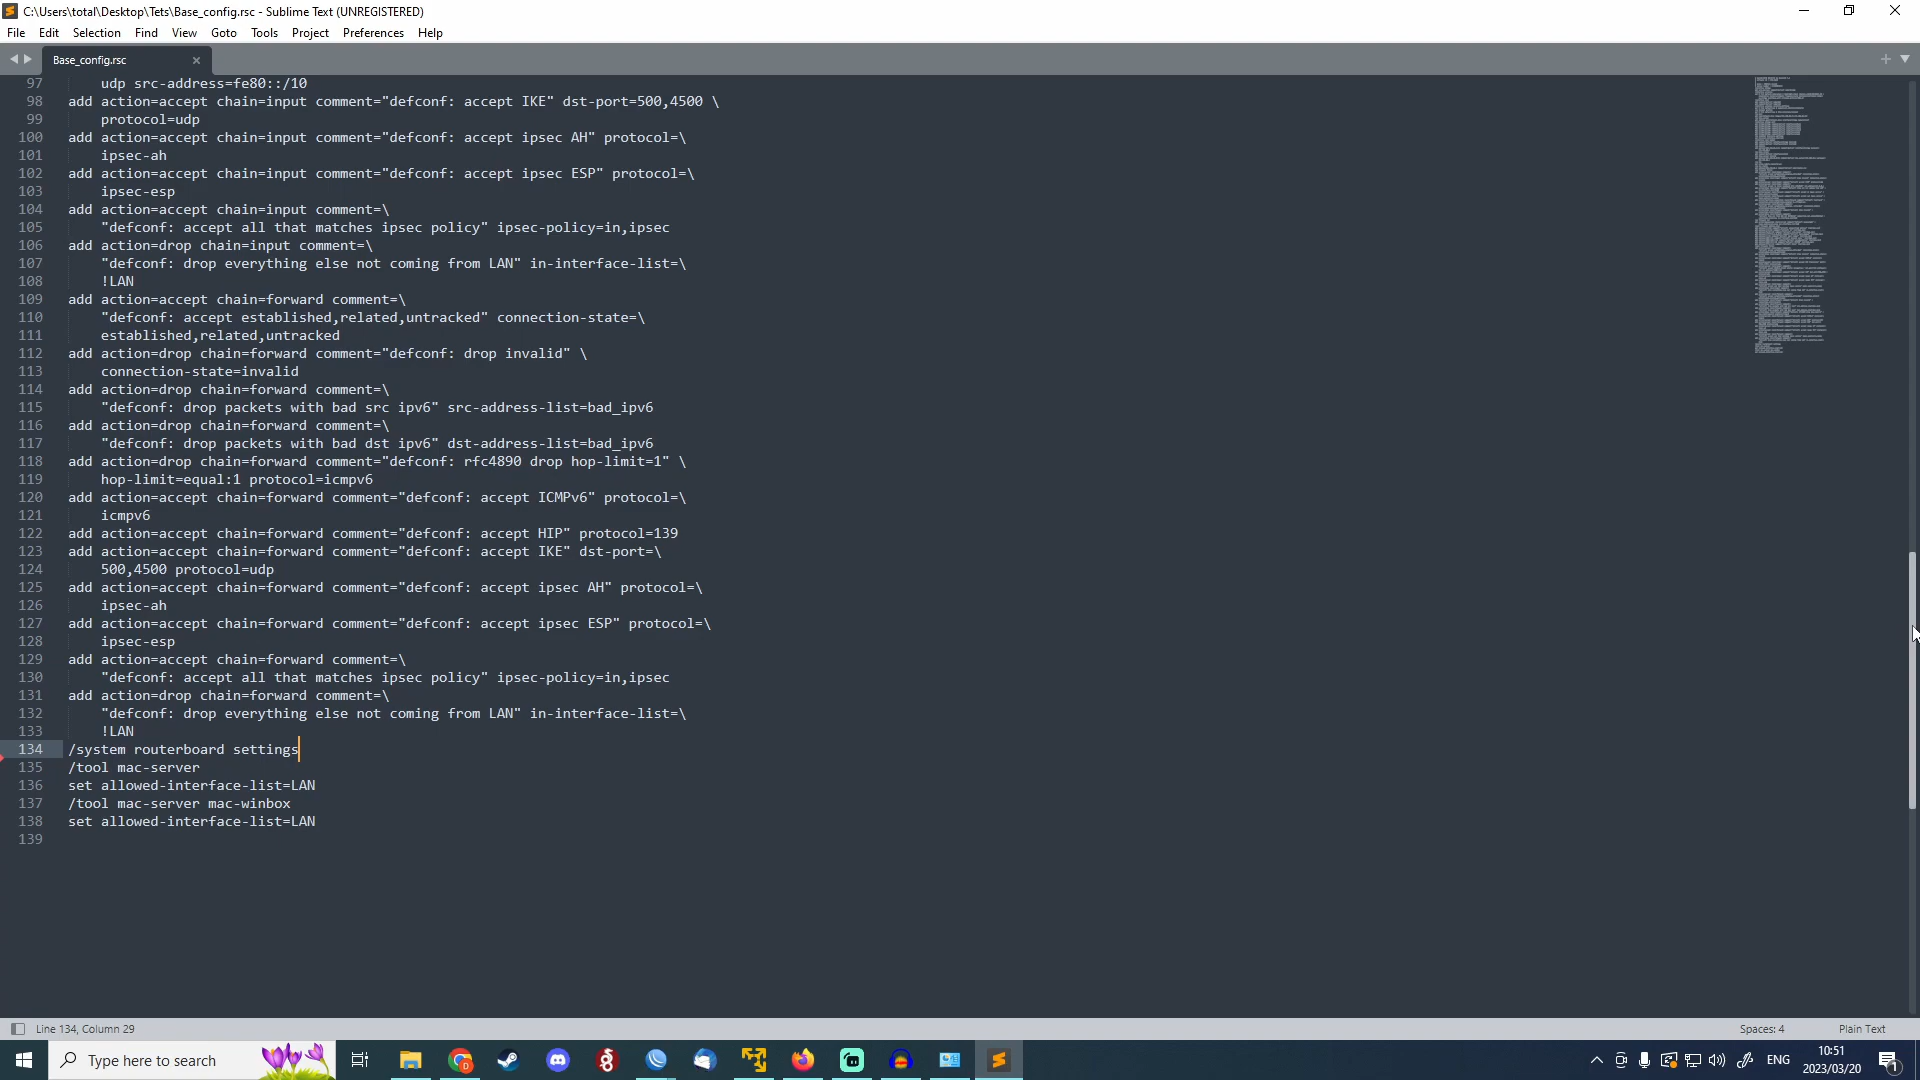 C:\Users\total\Desktop\Tets\Base_config.rsc - Sublime Text (UNREGISTERED)
File Edit Selection Find View Goto Tools Project Preferences Help
Base_config.rsc
97 udp src-address=fe80::/10
98 add action=accept chain=input comment="defconf: accept IKE" dst-port=500,4500 \
99 protocol=udp
100 add action=accept chain=input comment="defconf: accept ipsec AH" protocol=\
101 ipsec-ah
102 add action=accept chain=input comment="defconf: accept ipsec ESP" protocol=\
103 ipsec-esp
104 add action=accept chain=input comment=\
105 "defconf: accept all that matches ipsec policy" ipsec-policy=in,ipsec
106 add action=drop chain=input comment=\
107 "defconf: drop everything else not coming from LAN" in-interface-list=\
108 !LAN
109 add action=accept chain=forward comment=\
110 "defconf: accept established,related,untracked" connection-state=\
111 established,related,untracked
112 add action=drop chain=forward comment="defconf: drop invalid" \
113 connection-state=invalid
114 add action=drop chain=forward comment=\
115 "defconf: drop packets with bad src ipv6" src-address-list=bad_ipv6
116 add action=drop chain=forward comment=\
117 "defconf: drop packets with bad dst ipv6" dst-address-list=bad_ipv6
118 add action=drop chain=forward comment="defconf: rfc4890 drop hop-limit=1" \
119 hop-limit=equal:1 protocol=icmpv6
120 add action=accept chain=forward comment="defconf: accept ICMPv6" protocol=\
121 icmpv6
122 add action=accept chain=forward comment="defconf: accept HIP" protocol=139
123 add action=accept chain=forward comment="defconf: accept IKE" dst-port=\
124 500,4500 protocol=udp
125 add action=accept chain=forward comment="defconf: accept ipsec AH" protocol=\
126 ipsec-ah
127 add action=accept chain=forward comment="defconf: accept ipsec ESP" protocol=\
128 ipsec-esp
129 add action=accept chain=forward comment=\
130 "defconf: accept all that matches ipsec policy" ipsec-policy=in,ipsec
131 add action=drop chain=forward comment=\
132 "defconf: drop everything else not coming from LAN" in-interface-list=\
133 !LAN
134 /system routerboard settings
135 /tool mac-server
136 set allowed-interface-list=LAN
137 /tool mac-server mac-winbox
138 set allowed-interface-list=LAN
139
Line 134, Column 29
Spaces: 4
Plain Text
Type here to search
ENG
10:51
2023/03/20
1